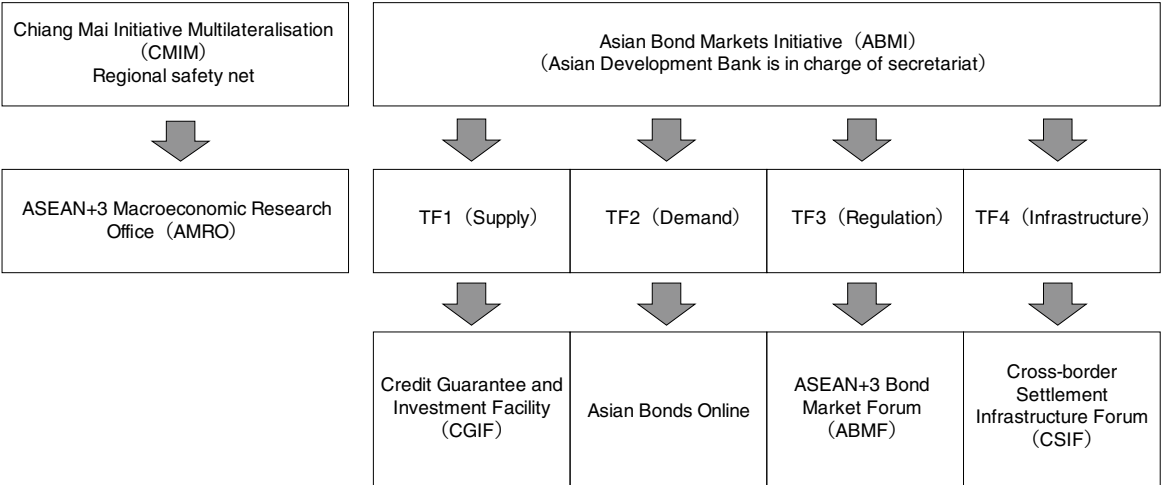 Chiang Mai Initiative Multilateralisation
（CMIM）
Regional safety net
Asian Bond Markets Initiative（ABMI）
（Asian Development Bank is in charge of secretariat）
ASEAN+3 Macroeconomic Research
Office（AMRO）
TF1（Supply）
TF2（Demand）
TF3（Regulation）
TF4（Infrastructure）
Credit Guarantee and
Investment Facility
（CGIF）
Asian Bonds Online
ASEAN+3 Bond
Market Forum
（ABMF）
Cross-border
Settlement
Infrastructure Forum
（CSIF）